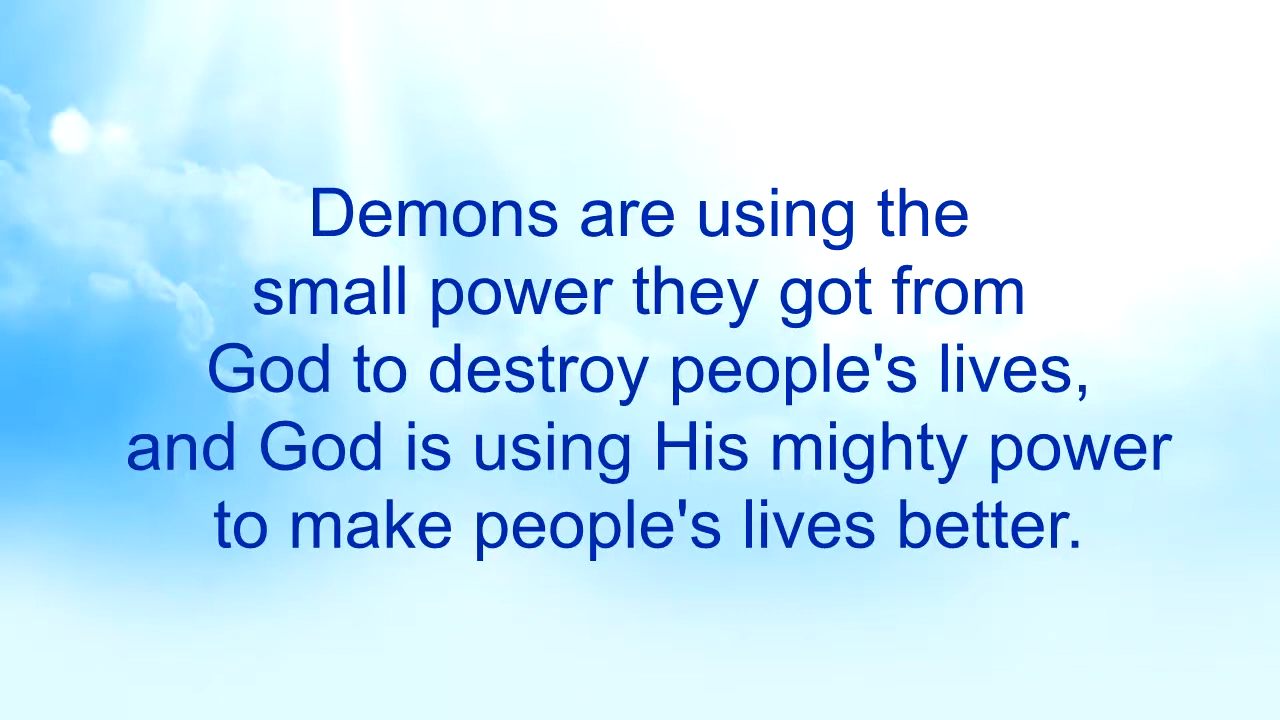 Demons are using the
small power they got from
God to destroy people's lives,
and God is using His mighty power
to make people's lives better.